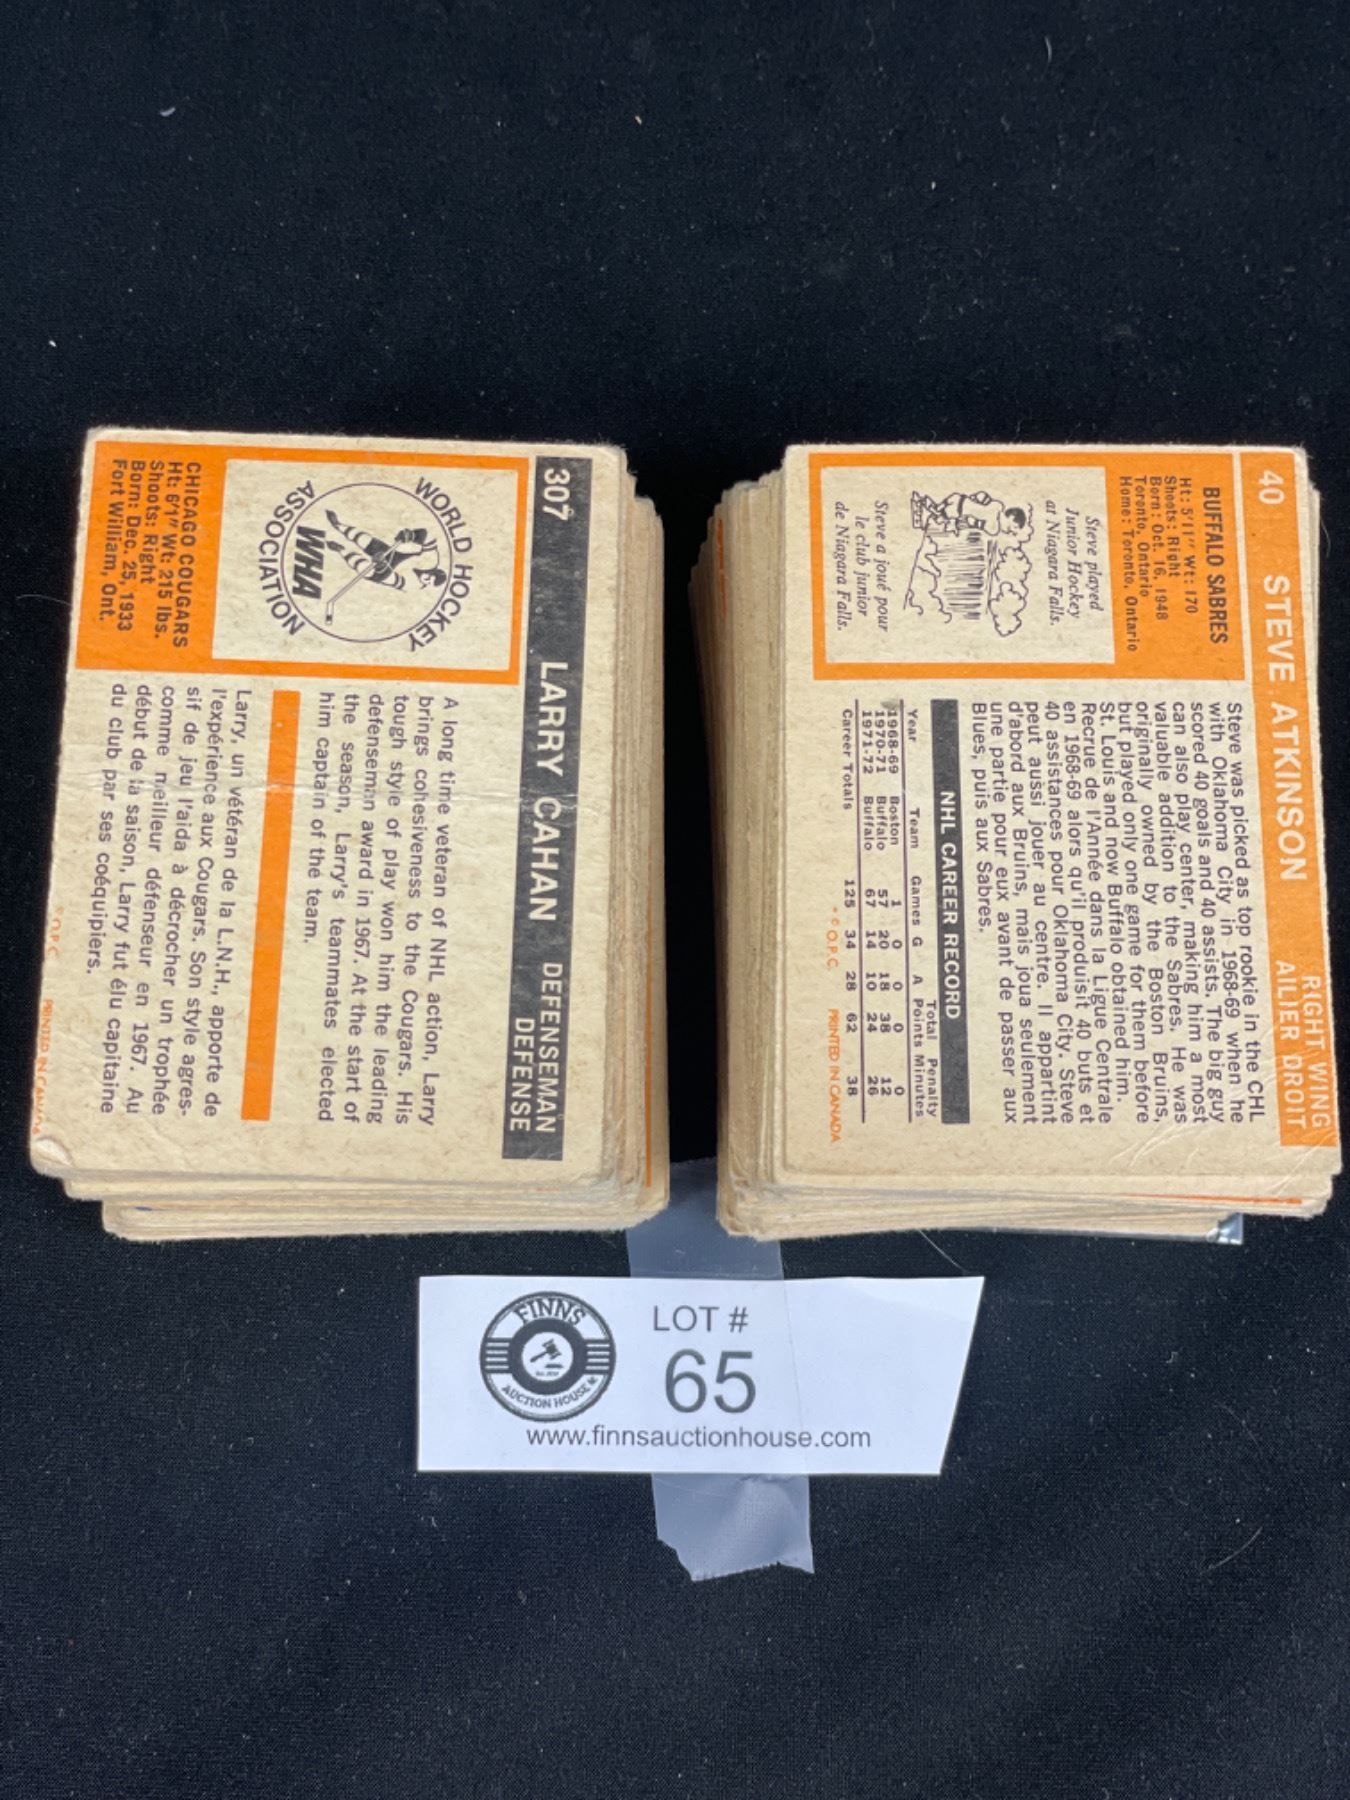 307 LARRY CAHAN DEFENSEMAN
DEFENSE
WORLD HOCKEY
ASSOCIATION
WHA
CHICAGO COUGARS
Ht: 6'1" Wt: 215 lbs.
Shoots: Right
Born: Dec. 25, 1933
Fort William, Ont.
A long time veteran of NHL action, Larry
brings cohesiveness to the Cougars. His
tough style of play won him the leading
defenseman award in 1967. At the start of
the season, Larry's teammates elected
him captain of the team.
Larry, un vétéran de la L.N.H., apporte de
l'expérience aux Cougars. Son style agres-
sif de jeu l'aida à décrocher un trophée
comme meilleur défenseur en 1967. Au
début de la saison, Larry fut élu capitaine
du club par ses coéquipiers.
© O.P.C. PRINTED IN CANADA
40 STEVE ATKINSON RIGHT WING
AILIER DROIT
BUFFALO SABRES
Ht: 5'11" Wt: 170
Shoots: Right
Born: Oct. 16, 1948
Toronto, Ontario
Home: Toronto, Ontario
Steve played
Junior Hockey
at Niagara Falls.
Steve a joué pour
le club junior
de Niagara Falls.
Steve was picked as top rookie in the CHL
with Oklahoma City in 1968-69 when he
scored 40 goals and 40 assists. The big guy
can also play center, making him a most
valuable addition to the Sabres. He was
originally owned by the Boston Bruins,
but played only one game for them before
St. Louis and now Buffalo obtained him.
Recrue de l'Année dans la Ligue Centrale
en 1968-69 alors qu'il produisit 40 buts et
40 assistances pour Oklahoma City. Steve
peut aussi jouer au centre. Il appartint
d'abord aux Bruins, mais joua seulement
une partie pour eux avant de passer aux
Blues, puis aux Sabres.
NHL CAREER RECORD
Total Penalty
Year Team Games G A Points Minutes
1968-69 Boston 1 0 0 0 0
1970-71 Buffalo 57 20 18 38 12
1971-72 Buffalo 67 14 10 24 26
Career Totals 125 34 28 62 38
* © O.P.C. PRINTED IN CANADA
FINNS
AUCTION HOUSE
LOT #
65
www.finnsauctionhouse.com